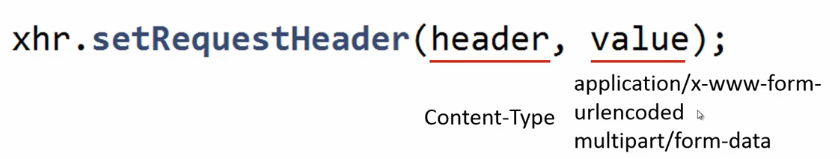 xhr.setRequestHeader(header, value);
application/x-www-form-
Content-Type
urlencoded
multipart/form-data